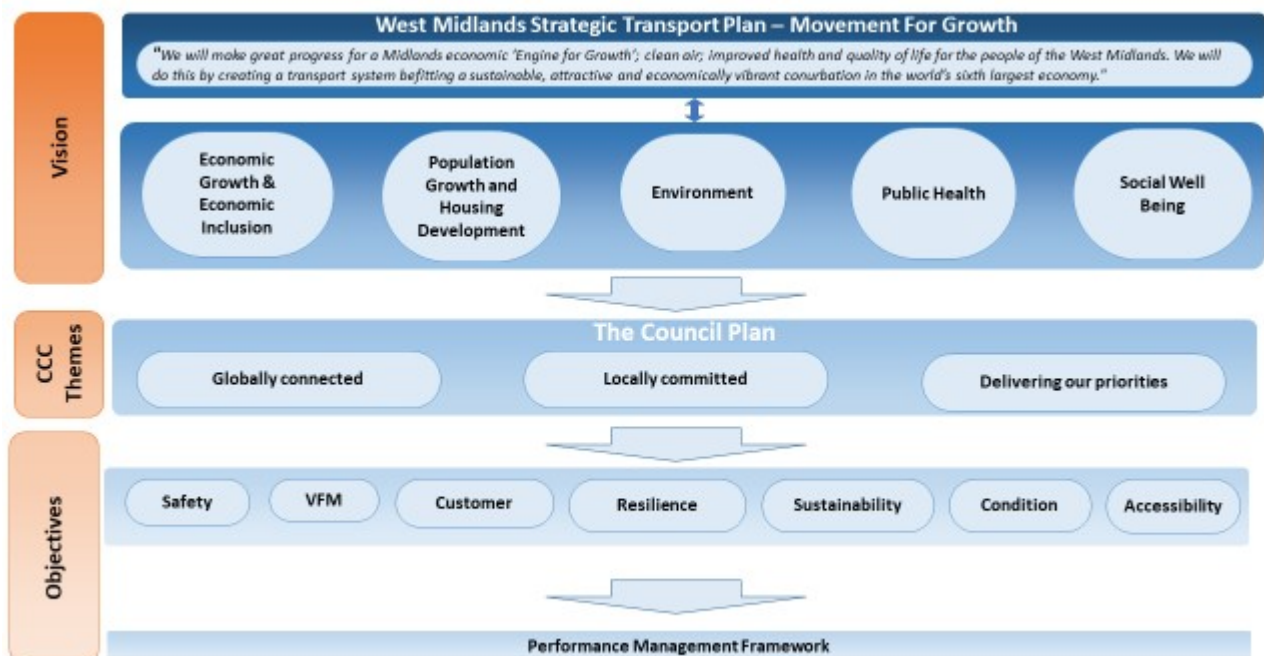 West Midlands Strategic Transport Plan – Movement For Growth
"We will make great progress for a Midlands economic 'Engine for Growth'; clean air; improved health and quality of life for the people of the West Midlands. We will
do this by creating a transport system befitting a sustainable, attractive and economically vibrant conurbation in the world's sixth largest economy."
Vision
Economic
Growth &
Economic
Inclusion
Population
Growth and
Housing
Development
Environment
Public Health
Social Well
Being
CCC
Themes
The Council Plan
Globally connected
Locally committed
Delivering our priorities
Objectives
Safety
VFM
Customer
Resilience
Sustainability
Condition
Accessibility
Performance Management Framework